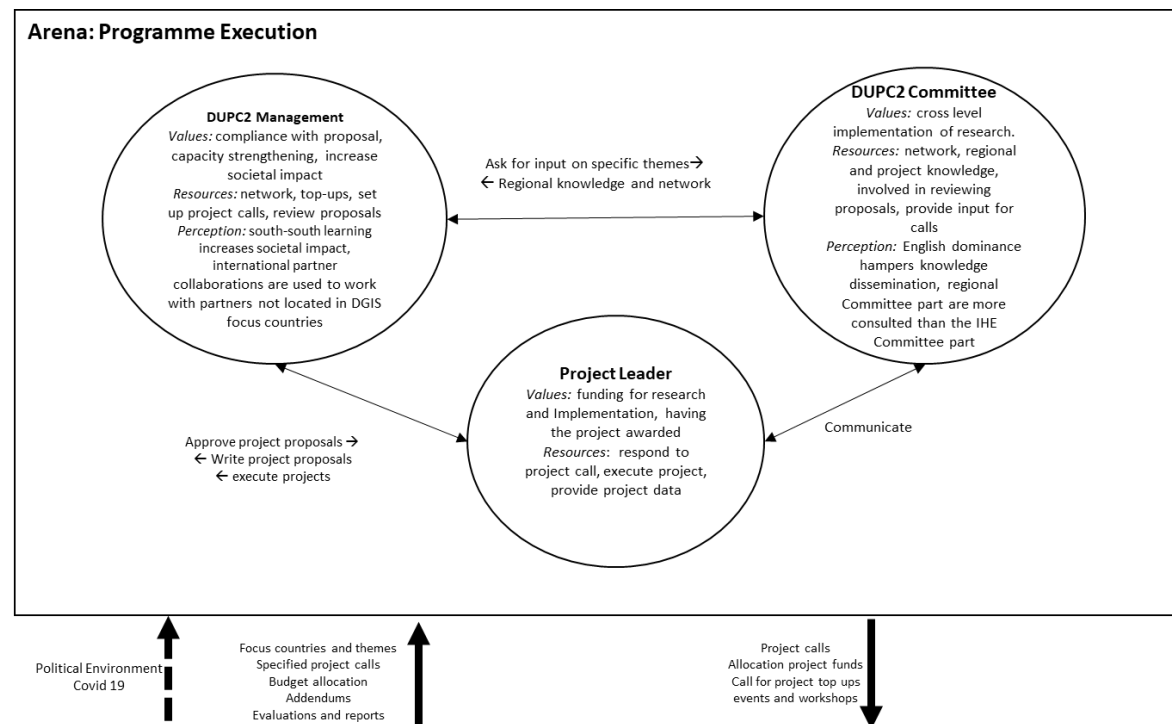 Arena: Programme Execution
DUPC2 Management
Values: compliance with proposal,
capacity strengthening, increase
societal impact
Resources: network, top-ups, set
up project calls, review proposals
Perception: south-south learning
increases societal impact,
international partner
collaborations are used to work
with partners not located in DGIS
focus countries
Ask for input on specific themes→
← Regional knowledge and network
DUPC2 Committee
Values: cross level
implementation of research.
Resources: network, regional
and project knowledge,
involved in reviewing
proposals, provide input for
calls
Perception: English dominance
hampers knowledge
dissemination, regional
Committee part are more
consulted than the IHE
Committee part
Project Leader
Values: funding for research
and Implementation, having
the project awarded
Resources: respond to
project call, execute project,
provide project data
Approve project proposals →
← Write project proposals
← execute projects
Communicate
Political Environment
Covid 19
Focus countries and themes
Specified project calls
Budget allocation
Addendums
Evaluations and reports
Project calls
Allocation project funds
Call for project top ups
events and workshops